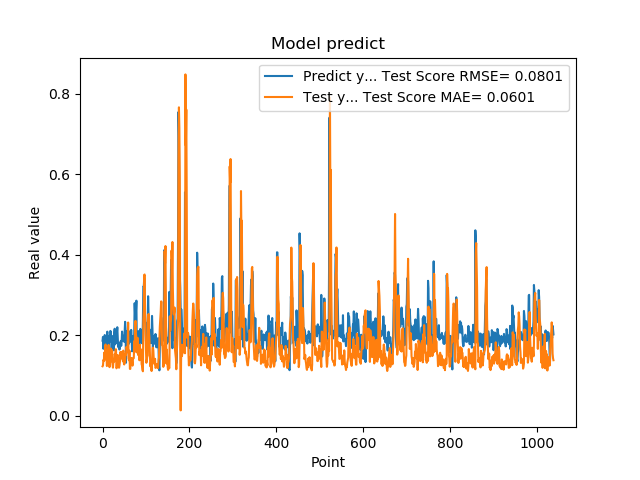 Model predict
Predict y... Test Score RMSE= 0.0801
Test y... Test Score MAE= 0.0601
Real value
0.8
0.6
0.4
0.2
0.0
0 200 400 600 800 1000
Point